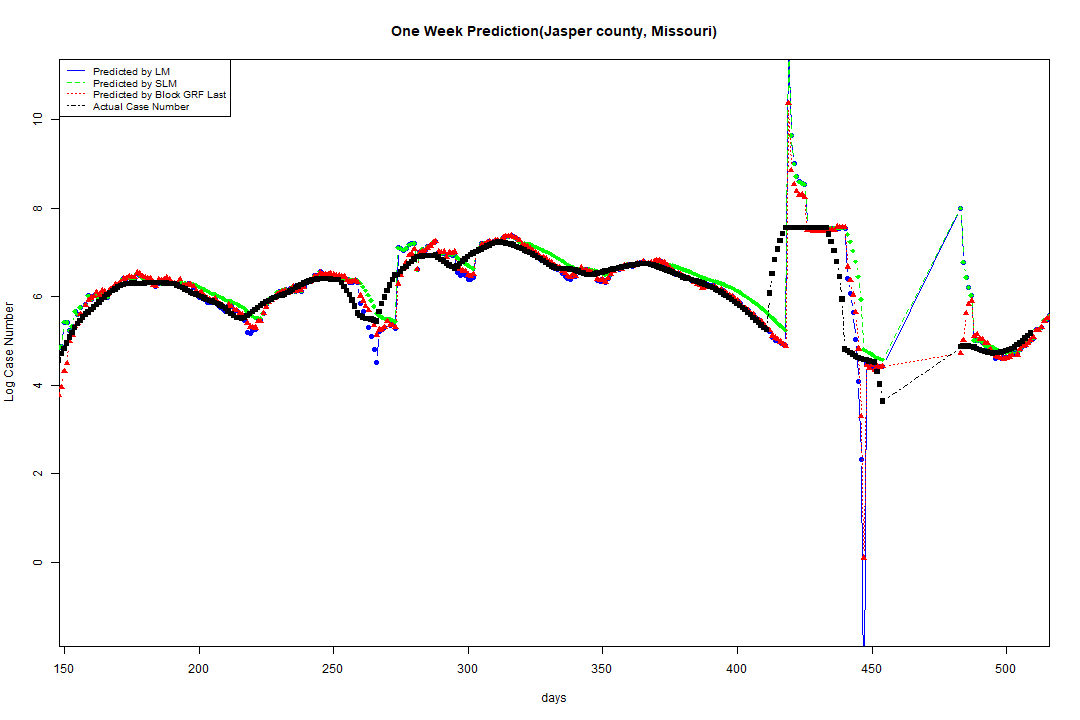 One Week Prediction(Jasper county, Missouri)
Predicted by LM
Predicted by SLM
Predicted by Block GRF Last
Actual Case Number
Log Case Number
10
8
6
4
2
0
150 200 250 300 350 400 450 500
days